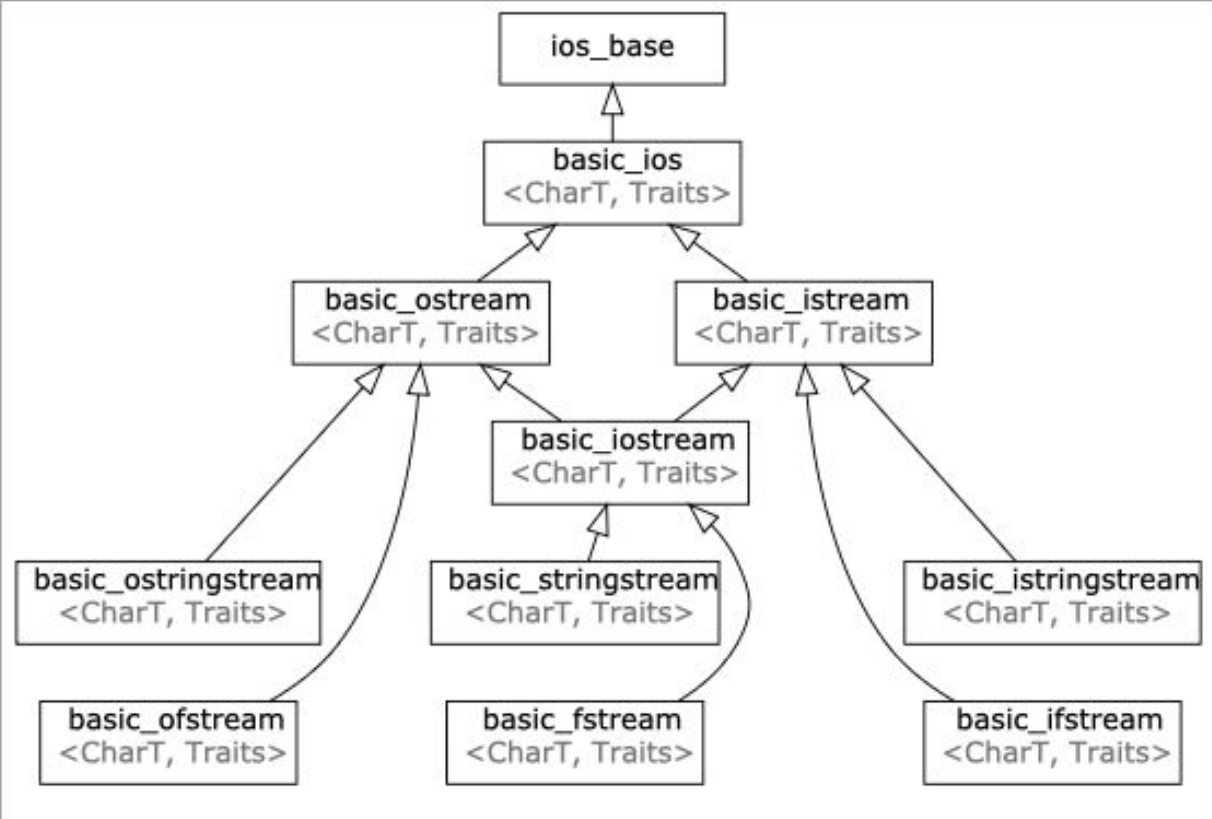 ios_base
basic_ios
<CharT, Traits>
basic_ostream
<CharT, Traits>
basic_istream
<CharT, Traits>
basic_iostream
<CharT, Traits>
basic_ostringstream
<CharT, Traits>
basic_stringstream
<CharT, Traits>
basic_istringstream
<CharT, Traits>
basic_ofstream
<CharT, Traits>
basic_fstream
<CharT, Traits>
basic_ifstream
<CharT, Traits>